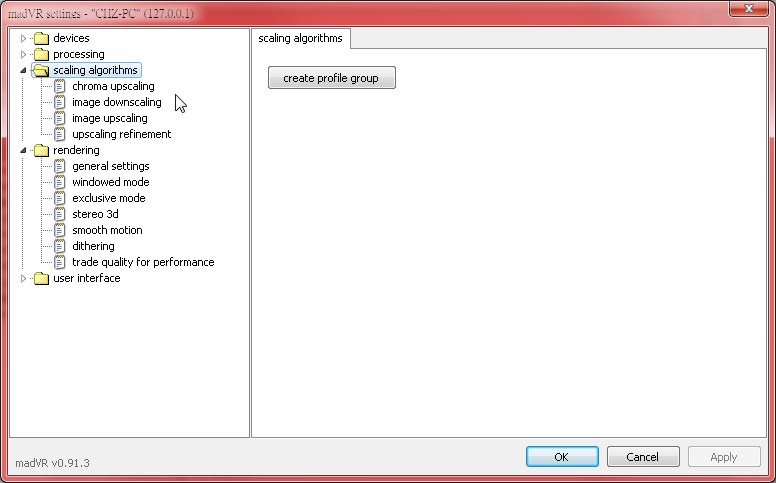 madVR settings - "CHZ-PC" (127.0.0.1)
devices
processing
scaling algorithms
chroma upscaling
image downscaling
image upscaling
upscaling refinement
rendering
general settings
windowed mode
exclusive mode
stereo 3d
smooth motion
dithering
trade quality for performance
user interface
scaling algorithms
create profile group
madVR v0.91.3
OK
Cancel
Apply